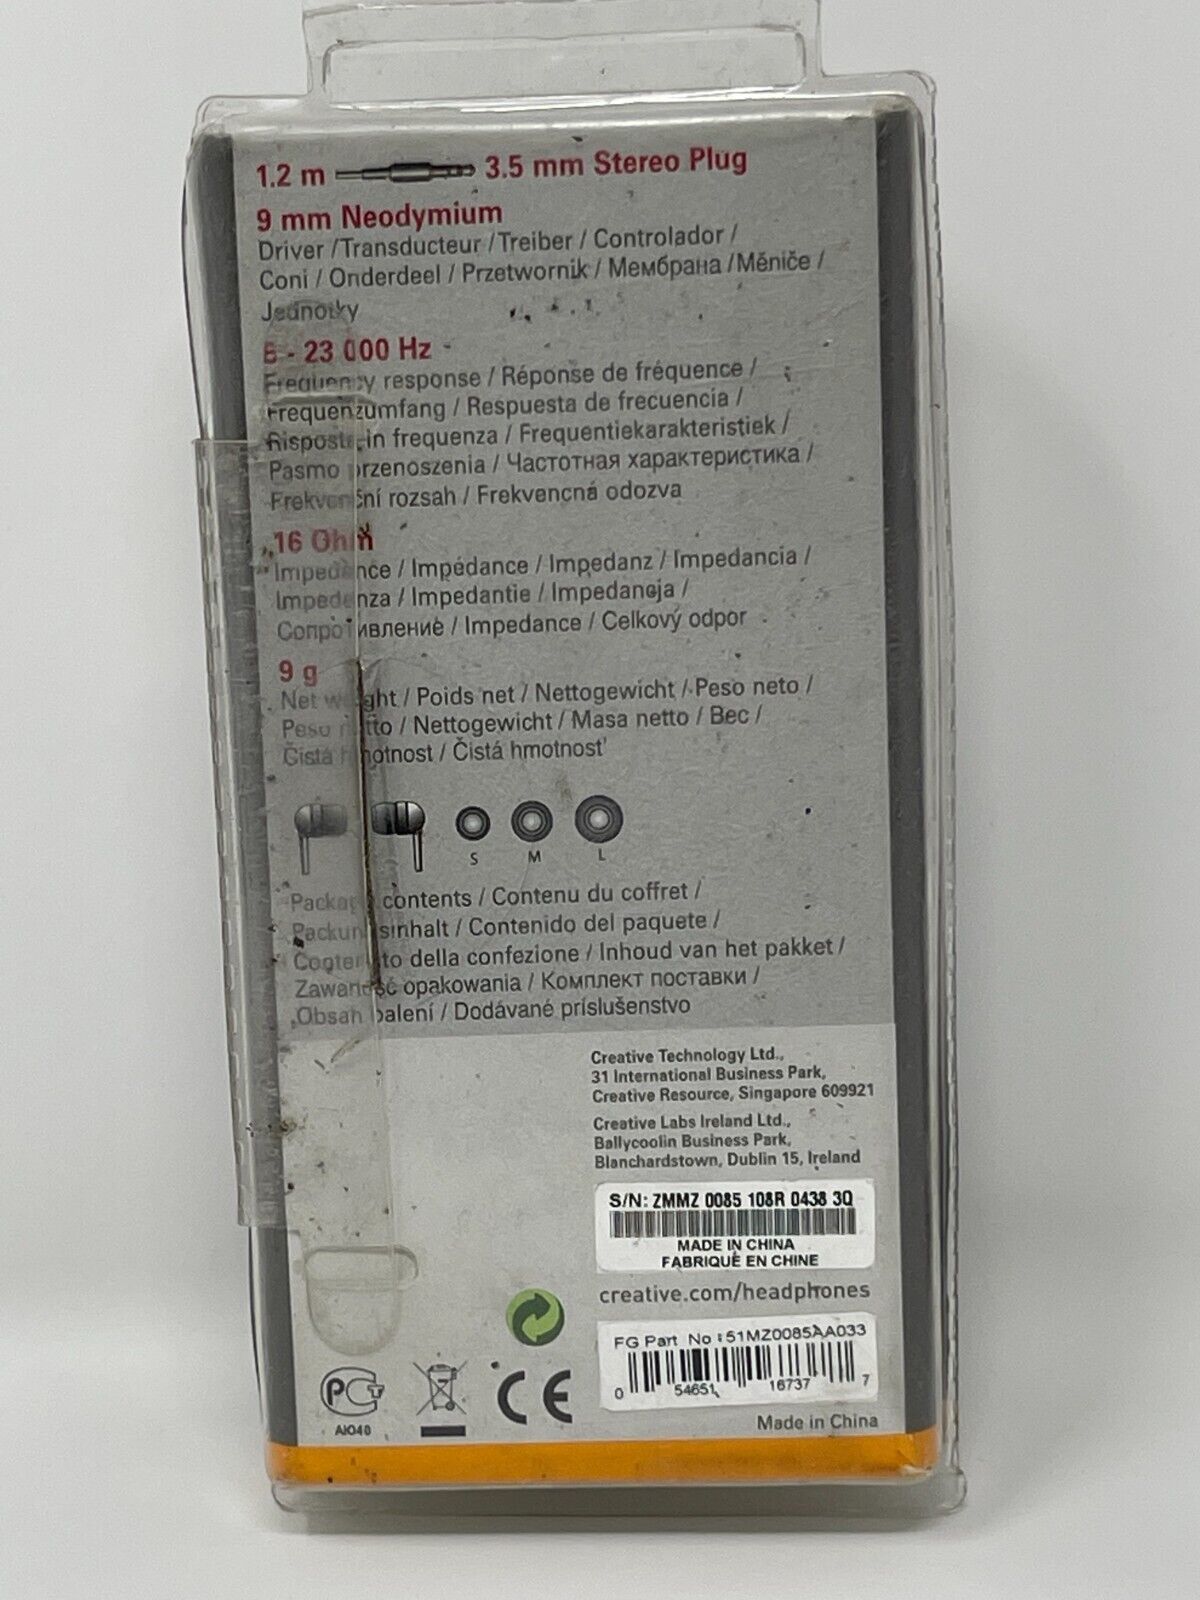 1.2 m 3.5 mm Stereo Plug
9 mm Neodymium
Driver / Transducteur / Treiber / Controlador /
Coni / Onderdeel / Przetwornik / Мембрана / Měniče /
Jednotky
- 23 000 Hz
Frequency response / Réponse de fréquence /
Frequenzumfang / Respuesta de frecuencia /
Risposta in frequenza / Frequentiekarakteristiek /
Pasmo przenoszenia / Частотная характеристика /
Frekvenční rozsah / Frekvencná odozva
16 Ohm
Impedance / Impédance / Impedanz / Impedancia /
Impedenza / Impedantie / Impedancja /
Сопротивление / Impedance / Celkový odpor
9 g
Net weight / Poids net / Nettogewicht / Peso neto /
Peso netto / Nettogewicht / Masa netto / Вес /
Čistá hmotnost / Čistá hmotnosť
S M L
Package contents / Contenu du coffret /
Packungsinhalt / Contenido del paquete /
Contenuto della confezione / Inhoud van het pakket /
Zawartość opakowania / Комплект поставки /
Obsah balení / Dodávané príslušenstvo
Creative Technology Ltd.,
31 International Business Park,
Creative Resource, Singapore 609921
Creative Labs Ireland Ltd.,
Ballycoolin Business Park,
Blanchardstown, Dublin 15, Ireland
S/N: ZMMZ 0085 108R 0438 3Q
MADE IN CHINA
FABRIQUÉ EN CHINE
creative.com/headphones
FG Part No : 51MZ0085AA033
0 54651 16737 7
Made in China
РСТ
АЮ40
CE